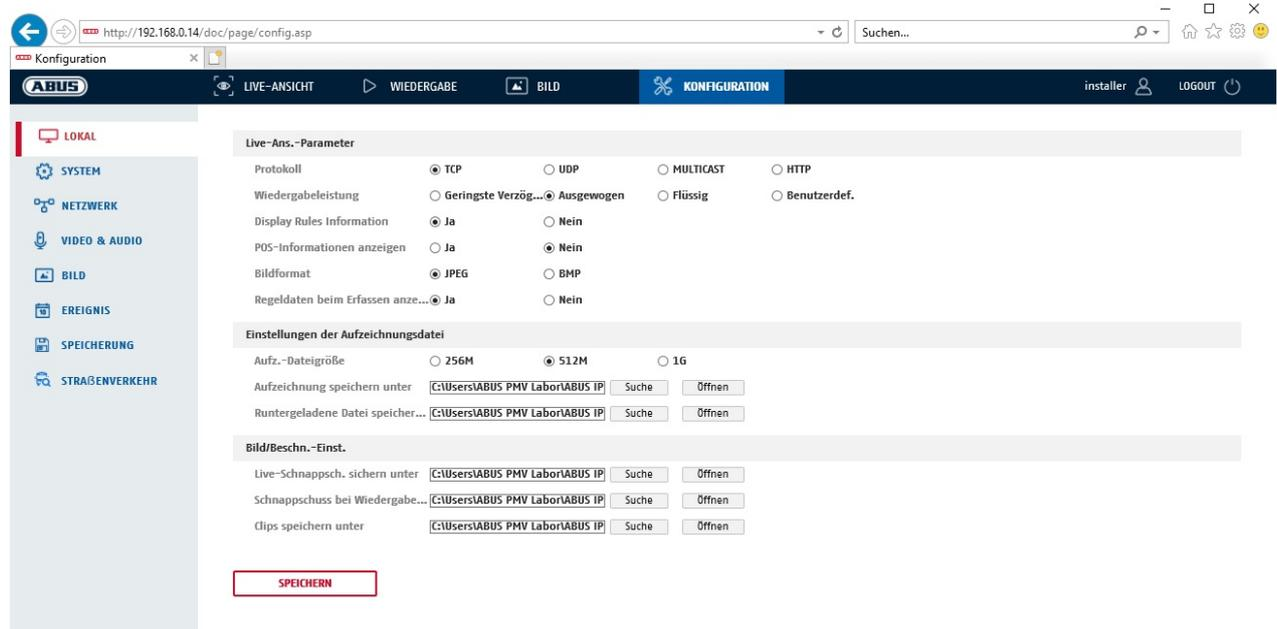 http://192.168.0.14/doc/page/config.asp Suchen...
Konfiguration
ABUS LIVE-ANSICHT WIEDERGABE BILD KONFIGURATION installer LOGOUT
LOKAL
SYSTEM
NETZWERK
VIDEO & AUDIO
BILD
EREIGNIS
SPEICHERUNG
STRAẞENVERKEHR
Live-Ans.-Parameter
Protokoll TCP UDP MULTICAST HTTP
Wiedergabeleistung Geringste Verzög... Ausgewogen Flüssig Benutzerdef.
Display Rules Information Ja Nein
POS-Informationen anzeigen Ja Nein
Bildformat JPEG BMP
Regeldaten beim Erfassen anze... Ja Nein
Einstellungen der Aufzeichnungsdatei
Aufz.-Dateigröße 256M 512M 1G
Aufzeichnung speichern unter C:\Users\ABUS PMV Labor\ABUS IP Suche Öffnen
Runtergeladene Datei speicher... C:\Users\ABUS PMV Labor\ABUS IP Suche Öffnen
Bild/Beschn.-Einst.
Live-Schnappsch. sichern unter C:\Users\ABUS PMV Labor\ABUS IP Suche Öffnen
Schnappschuss bei Wiedergabe... C:\Users\ABUS PMV Labor\ABUS IP Suche Öffnen
Clips speichern unter C:\Users\ABUS PMV Labor\ABUS IP Suche Öffnen
SPEICHERN